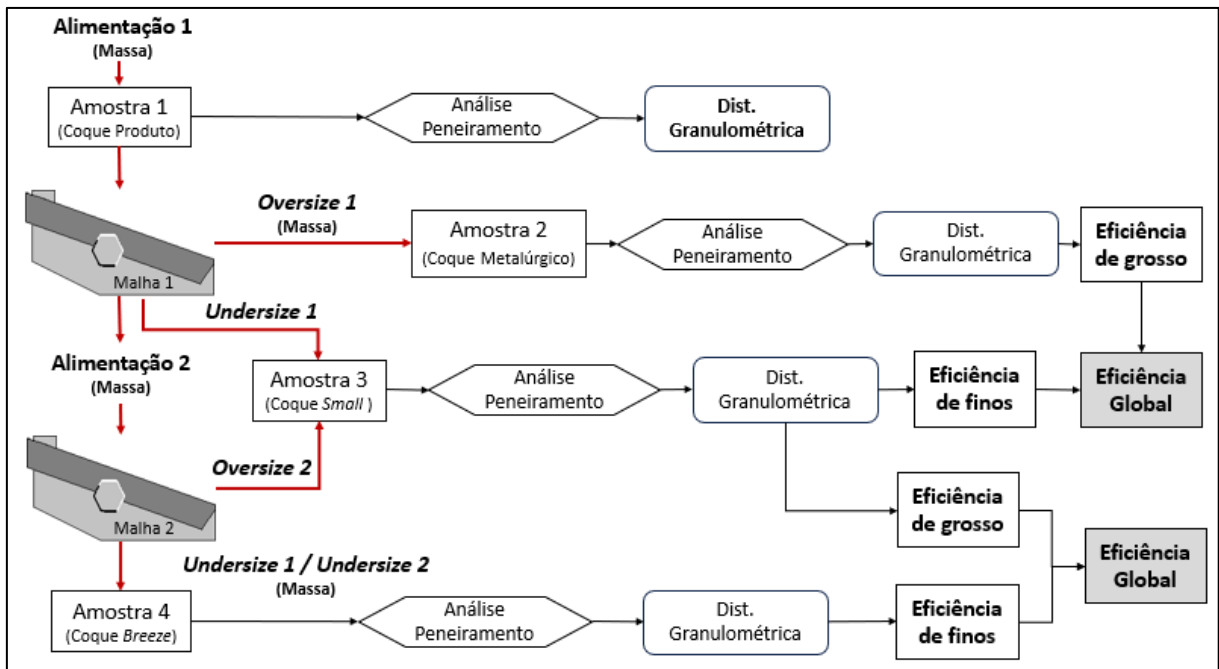 Alimentação 1
(Massa)
Amostra 1
(Coque Produto)
Análise
Peneiramento
Dist.
Granulométrica
Malha 1
Oversize 1
(Massa)
Amostra 2
(Coque Metalúrgico)
Análise
Peneiramento
Dist.
Granulométrica
Eficiência
de grosso
Undersize 1
Alimentação 2
(Massa)
Amostra 3
(Coque Small )
Análise
Peneiramento
Dist.
Granulométrica
Eficiência
de finos
Eficiência
Global
Oversize 2
Malha 2
Eficiência
de grosso
Eficiência
Global
Undersize 1 / Undersize 2
(Massa)
Amostra 4
(Coque Breeze)
Análise
Peneiramento
Dist.
Granulométrica
Eficiência
de finos